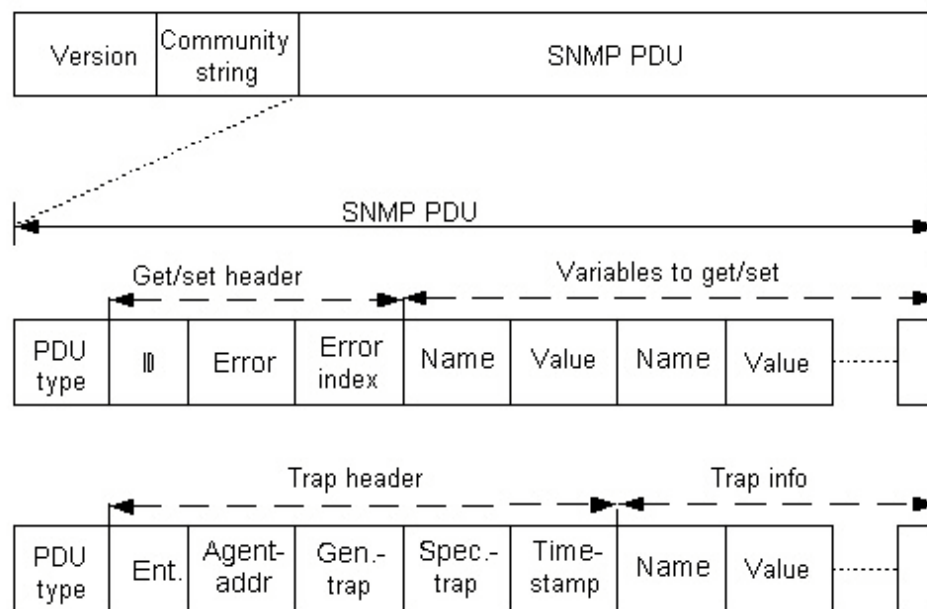 Version
Community
string
SNMP PDU
SNMP PDU
Get/set header
Variables to get/set
PDU
type
ID
Error
Error
index
Name
Value
Name
Value
Trap header
Trap info
PDU
type
Ent.
Agent-
addr
Gen.-
trap
Spec.-
trap
Time-
stamp
Name
Value